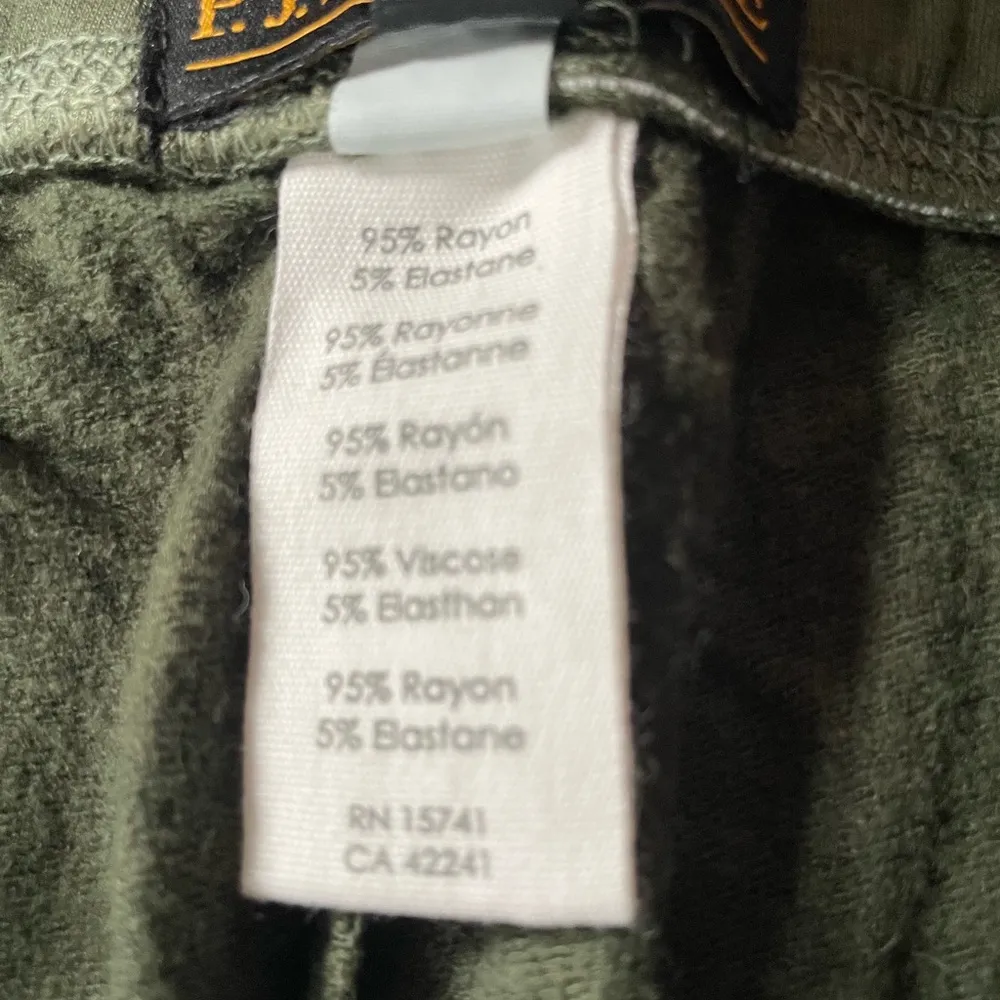 P.J.
95% Rayon
5% Elastane
95% Rayonne
5% Élastanne
95% Rayón
5% Elastano
95% Viscose
5% Elasthan
95% Rayon
5% Elastane
RN 15741
CA 42241